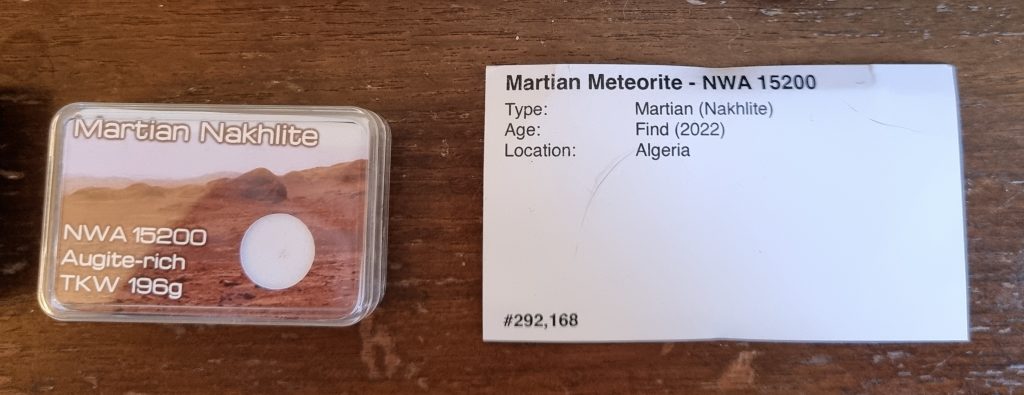 Martian Nakhlite
NWA 15200
Augite-rich
TKW 196g
Martian Meteorite - NWA 15200
Type: Martian (Nakhlite)
Age: Find (2022)
Location: Algeria
#292,168